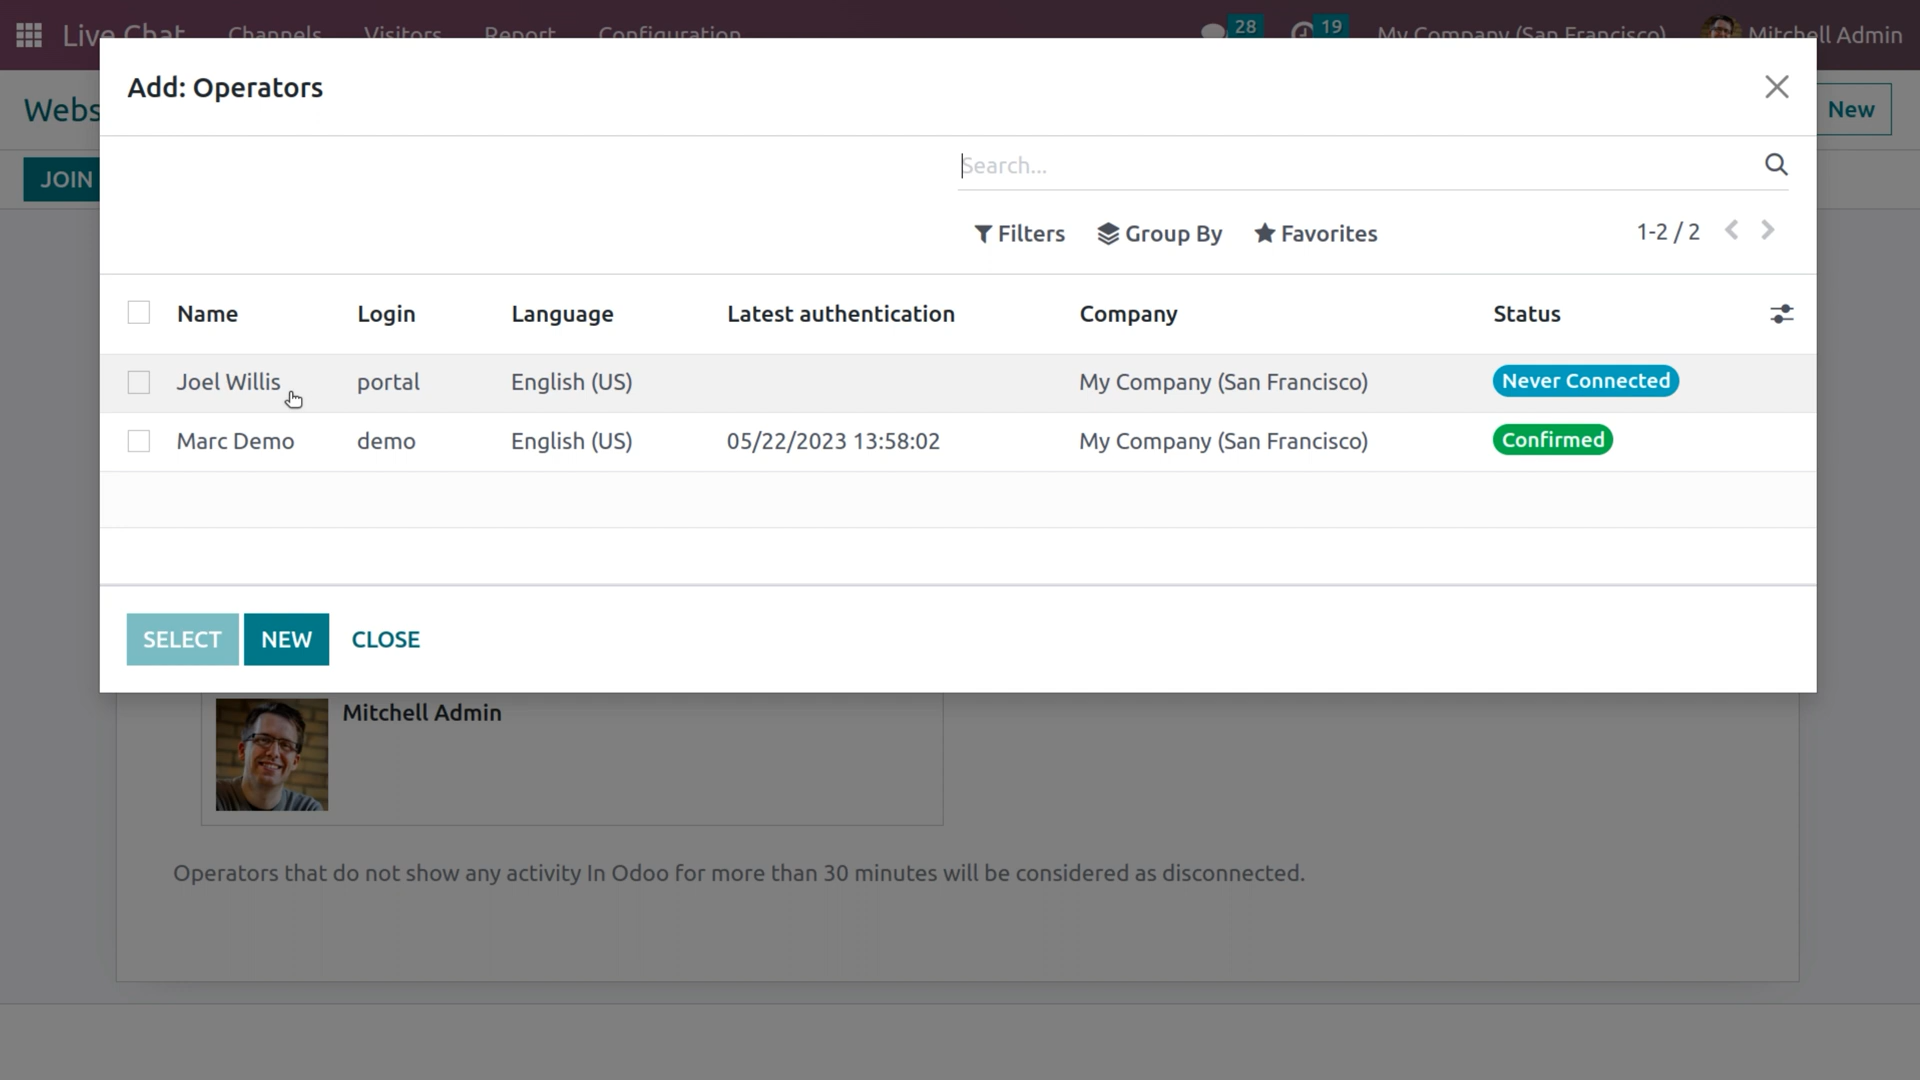 Live Chat Channels Visitors Report Configuration 28 19 My Company (San Francisco) Mitchell Admin
Add: Operators
Webs
New
JOIN
Search...
Filters Group By Favorites 1-2 / 2
Name Login Language Latest authentication Company Status
Joel Willis portal English (US) My Company (San Francisco) Never Connected
Marc Demo demo English (US) 05/22/2023 13:58:02 My Company (San Francisco) Confirmed
SELECT NEW CLOSE
Mitchell Admin
Operators that do not show any activity In Odoo for more than 30 minutes will be considered as disconnected.